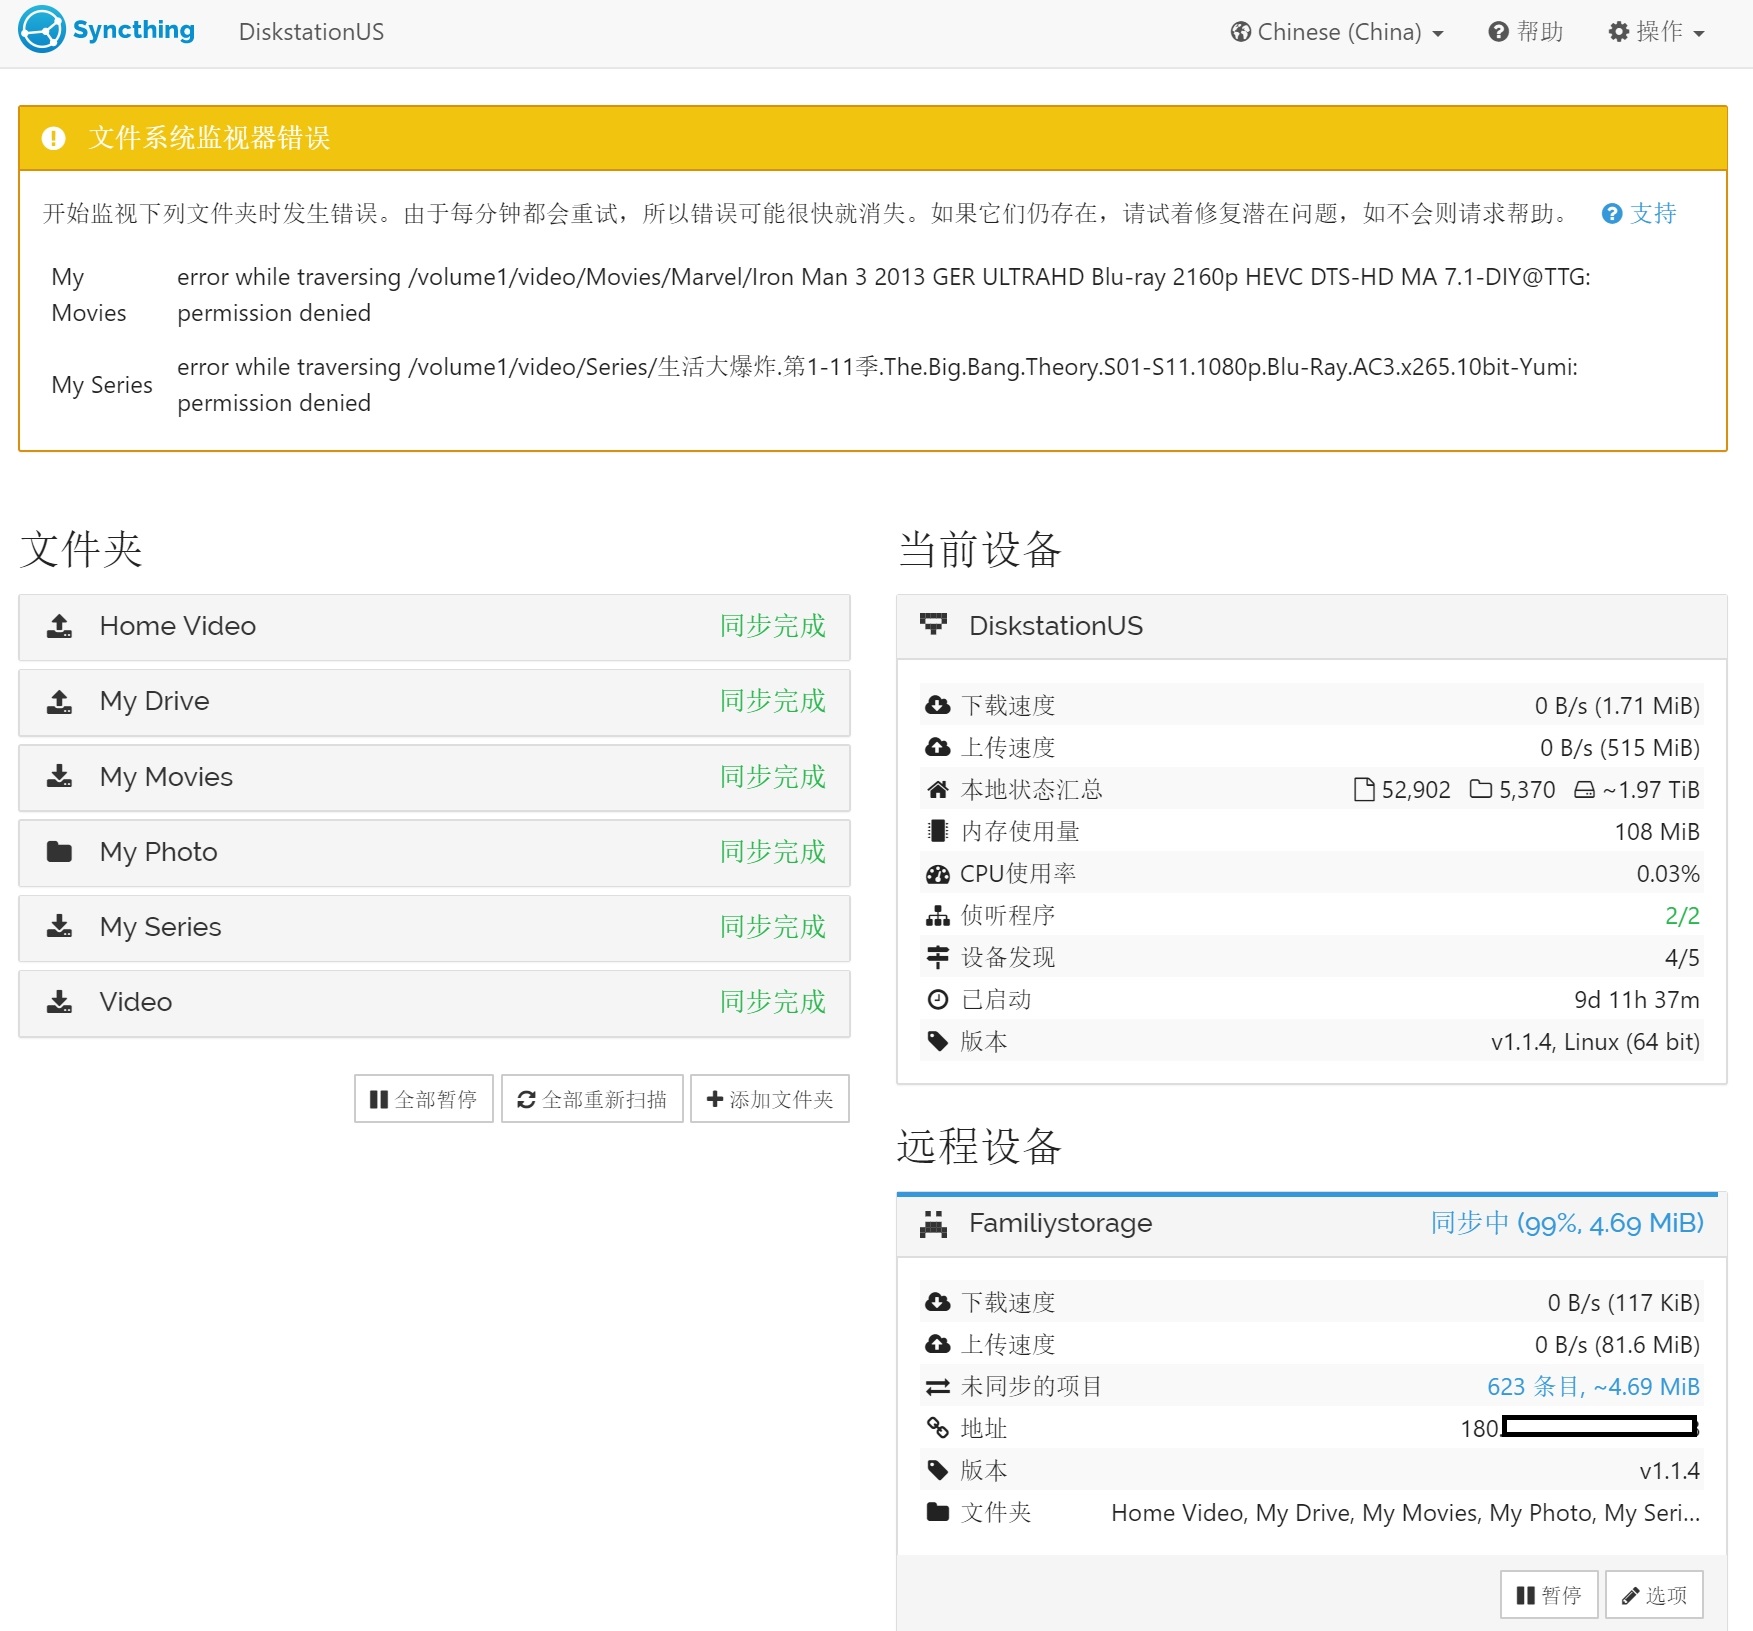 Syncthing
DiskstationUS
Chinese (China)
帮助
操作
文件系统监视器错误
开始监视下列文件夹时发生错误。由于每分钟都会重试，所以错误可能很快就消失。如果它们仍存在，请试着修复潜在问题，如不会则请求帮助。 支持
My Movies
error while traversing /volume1/video/Movies/Marvel/Iron Man 3 2013 GER ULTRAHD Blu-ray 2160p HEVC DTS-HD MA 7.1-DIY@TTG:
permission denied
My Series
error while traversing /volume1/video/Series/生活大爆炸.第1-11季.The.Big.Bang.Theory.S01-S11.1080p.Blu-Ray.AC3.x265.10bit-Yumi:
permission denied
文件夹
Home Video 同步完成
My Drive 同步完成
My Movies 同步完成
My Photo 同步完成
My Series 同步完成
Video 同步完成
全部暂停 全部重新扫描 添加文件夹
当前设备
DiskstationUS
下载速度 0 B/s (1.71 MiB)
上传速度 0 B/s (515 MiB)
本地状态汇总 52,902 5,370 ~1.97 TiB
内存使用量 108 MiB
CPU使用率 0.03%
侦听程序 2/2
设备发现 4/5
已启动 9d 11h 37m
版本 v1.1.4, Linux (64 bit)
远程设备
Familiystorage 同步中 (99%, 4.69 MiB)
下载速度 0 B/s (117 KiB)
上传速度 0 B/s (81.6 MiB)
未同步的项目 623 条目, ~4.69 MiB
地址 180.
版本 v1.1.4
文件夹 Home Video, My Drive, My Movies, My Photo, My Seri...
暂停 选项